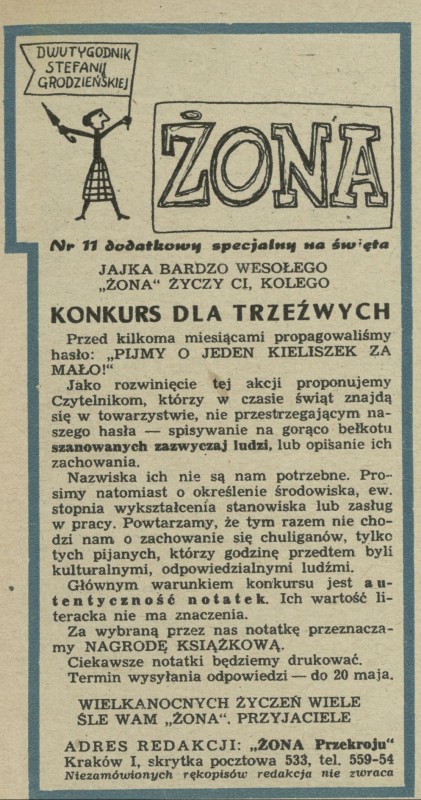 DWUTYGODNIK
STEFANII
GRODZIEŃSKIEJ
ŻONA
Nr 11 dodatkowy specjalny na święta
JAJKA BARDZO WESOŁEGO
„ŻONA" ŻYCZY CI, KOLEGO
KONKURS DLA TRZEŹWYCH
Przed kilkoma miesiącami propagowaliśmy
hasło: „PIJMY O JEDEN KIELISZEK ZA
MAŁO!"
Jako rozwinięcie tej akcji proponujemy
Czytelnikom, którzy w czasie świąt znajdą
się w towarzystwie, nie przestrzegającym na-
szego hasła — spisywanie na gorąco bełkotu
szanowanych zazwyczaj ludzi, lub opisanie ich
zachowania.
Nazwiska ich nie są nam potrzebne. Pro-
simy natomiost o określenie środowiska, ew.
stopnia wykształcenia stanowiska lub zasług
w pracy. Powtarzamy, że tym razem nie cho-
dzi nam o zachowanie się chuliganów, tylko
tych pijanych, którzy godzinę przedtem byli
kulturalnymi, odpowiedzialnymi ludźmi.
Głównym warunkiem konkursu jest au-
tentyczność notatek. Ich wartość li-
teracka nie ma znaczenia.
Za wybraną przez nas notatkę przeznacza-
my NAGRODĘ KSIĄŻKOWĄ.
Ciekawsze notatki będziemy drukować.
Termin wysyłania odpowiedzi — do 20 maja.
WIELKANOCNYCH ŻYCZEŃ WIELE
ŚLE WAM „ŻONA". PRZYJACIELE
ADRES REDAKCJI: „ŻONA Przekroju"
Kraków I, skrytka pocztowa 533, tel. 559-54
Niezamówionych rękopisów redakcja nie zwraca